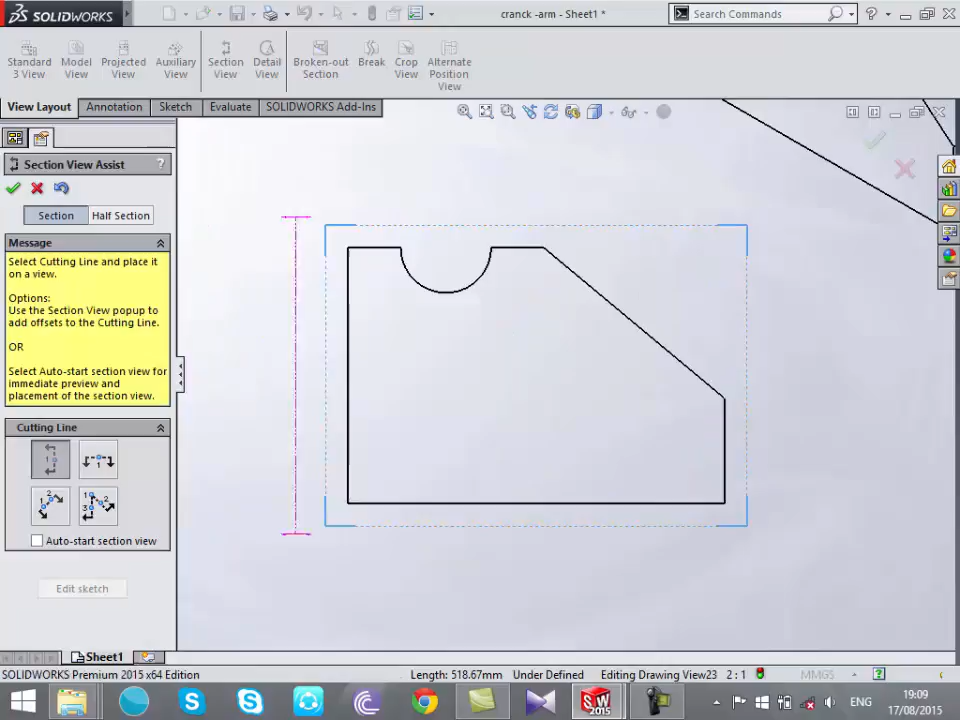 SOLIDWORKS
cranck -arm - Sheet1 *
Search Commands
Standard 3 View
Model View
Projected View
Auxiliary View
Section View
Detail View
Broken-out Section
Break
Crop View
Alternate Position View
View Layout
Annotation
Sketch
Evaluate
SOLIDWORKS Add-Ins
Section View Assist
?
Section
Half Section
Message
Select Cutting Line and place it
on a view.
Options:
Use the Section View popup to
add offsets to the Cutting Line.
OR
Select Auto-start section view for
immediate preview and
placement of the section view.
Cutting Line
Auto-start section view
Edit sketch
Sheet1
SOLIDWORKS Premium 2015 x64 Edition
Length: 518.67mm
Under Defined
Editing Drawing View23
2 : 1
MMGS
?
ENG
19:09
17/08/2015